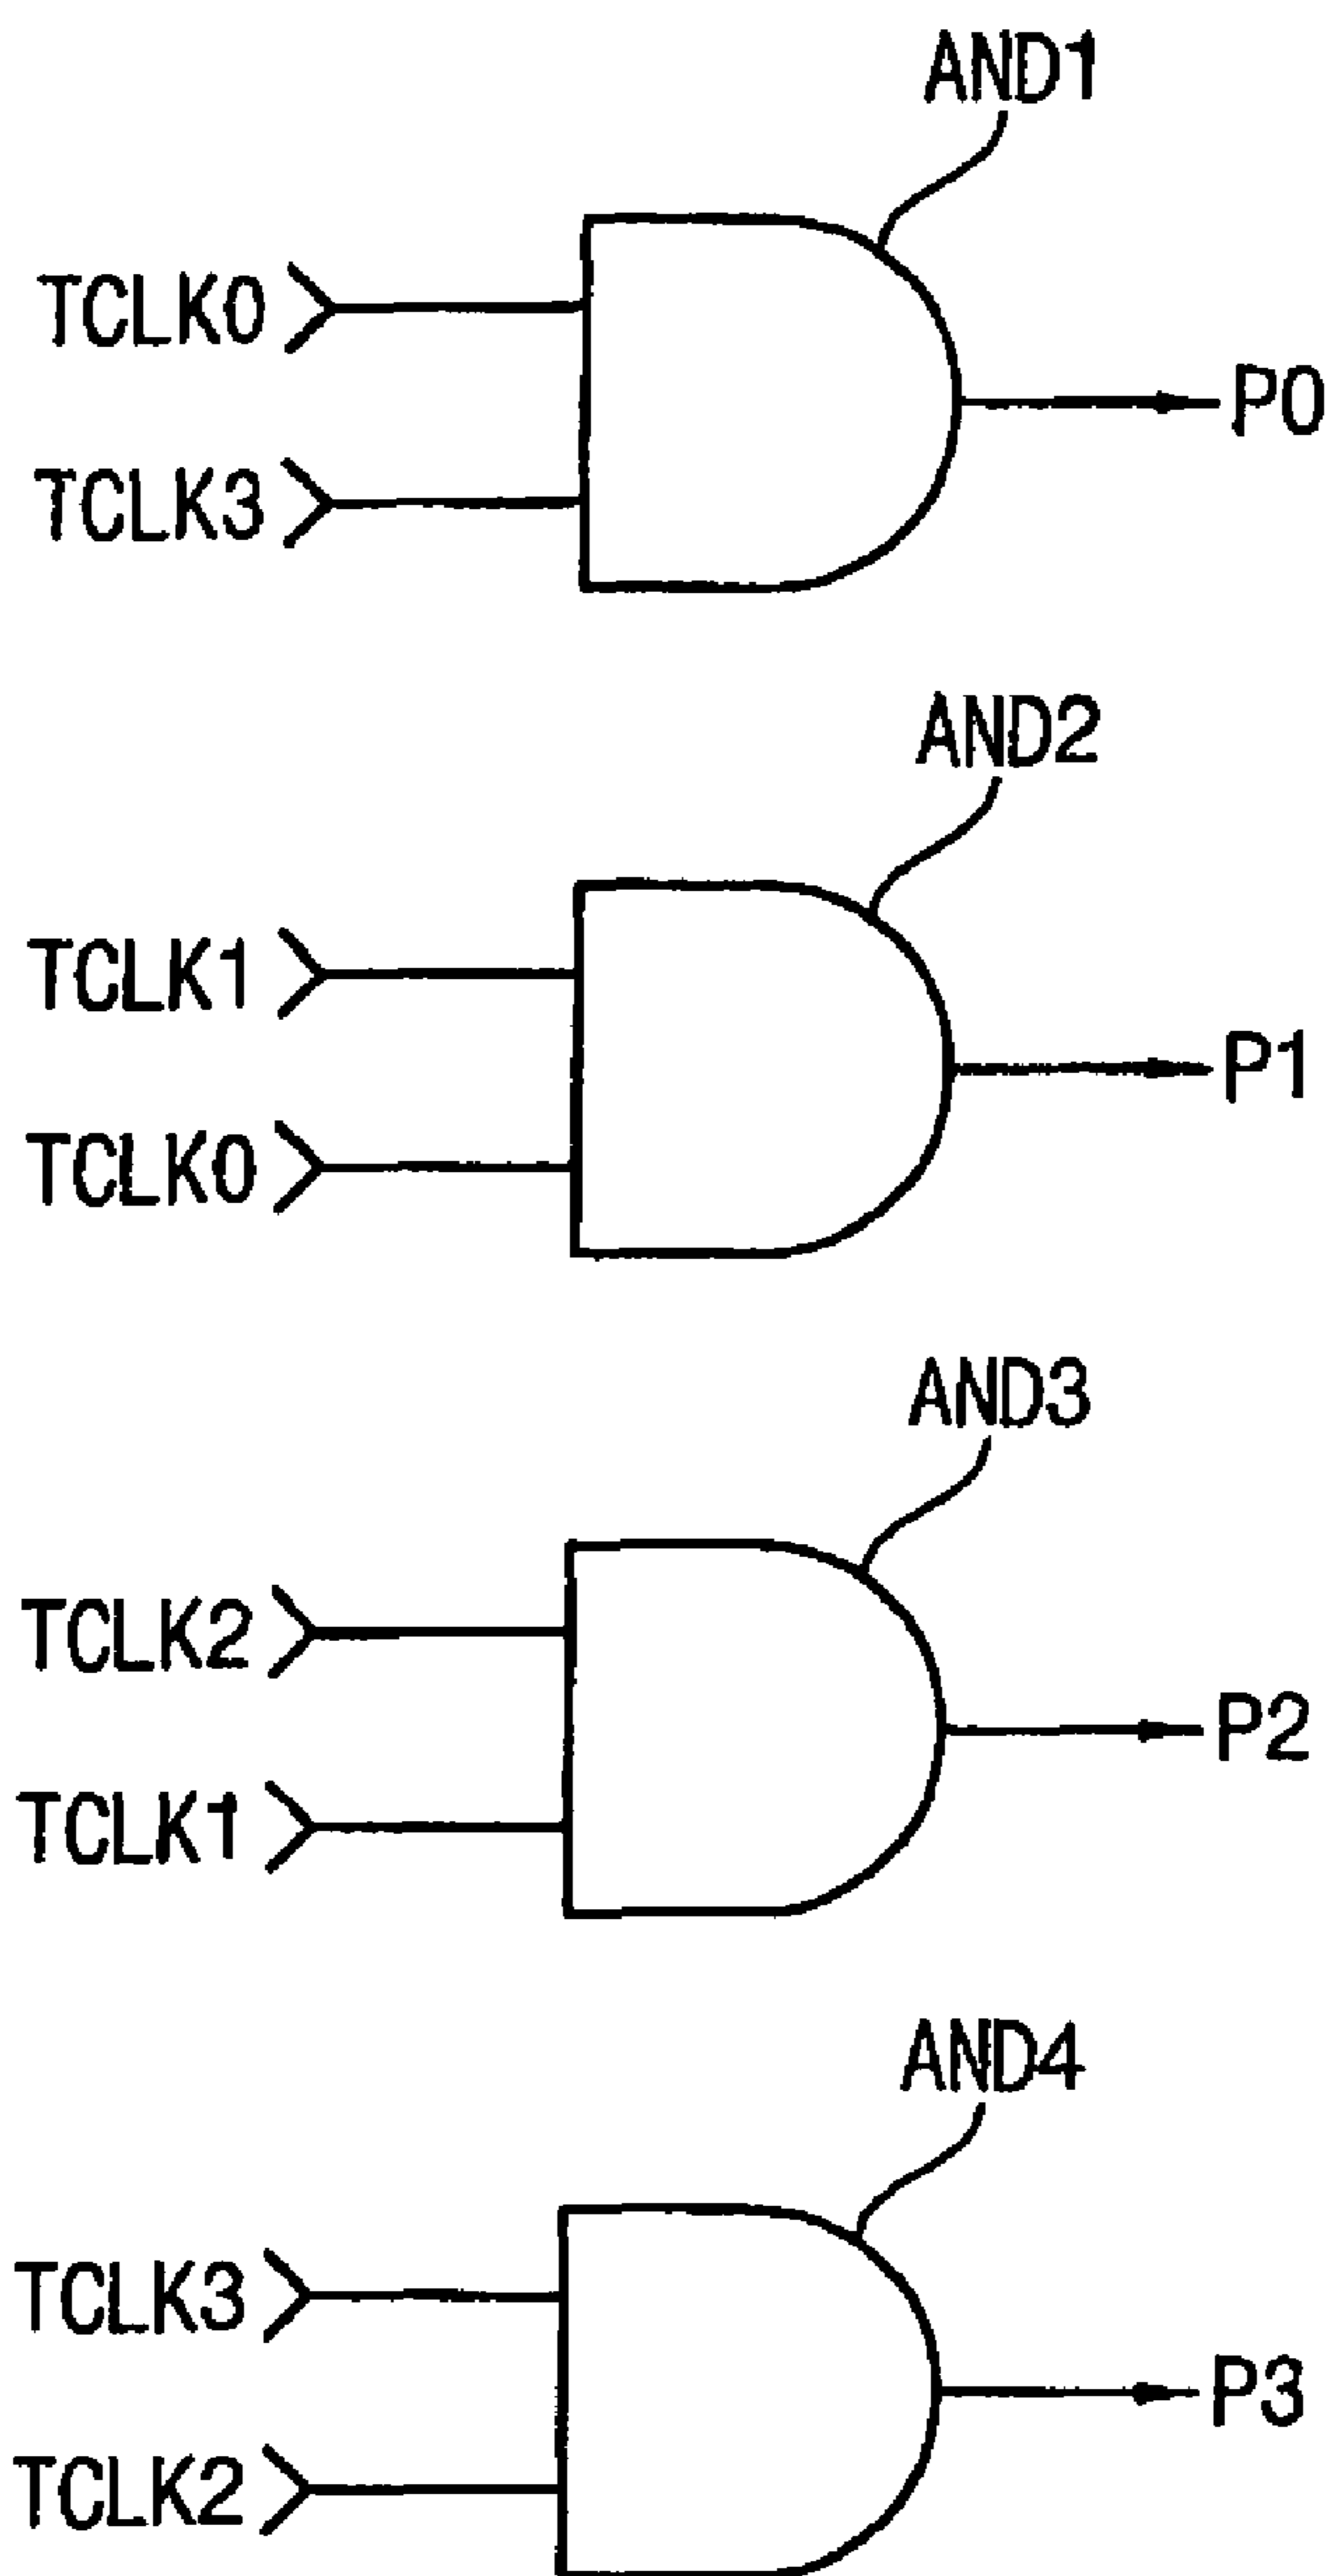 AND1
TCLK0
P0
TCLK3
AND2
TCLK1
P1
TCLK0
AND3
TCLK2
P2
TCLK1
AND4
TCLK3
P3
TCLK2